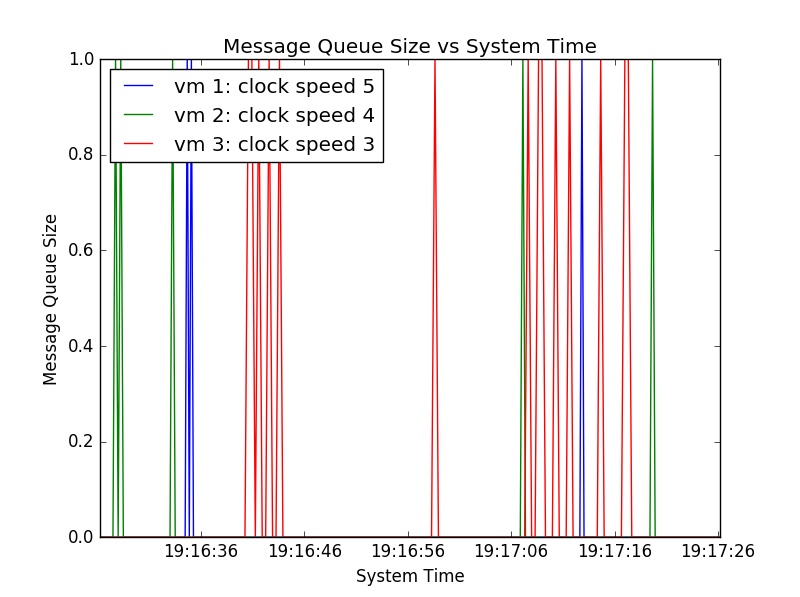 Message Queue Size vs System Time
vm 1: clock speed 5
vm 2: clock speed 4
vm 3: clock speed 3
1.0
0.8
0.6
0.4
0.2
0.0
Message Queue Size
19:16:36 19:16:46 19:16:56 19:17:06 19:17:16 19:17:26
System Time